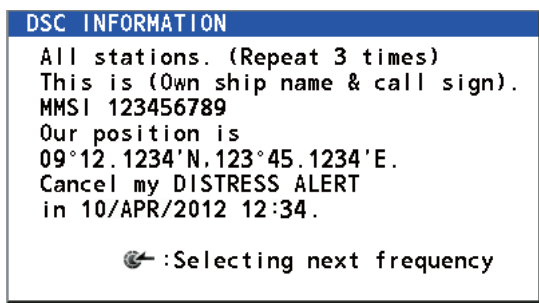 DSC INFORMATION
All stations. (Repeat 3 times)
This is (Own ship name & call sign).
MMSI 123456789
Our position is
09°12.1234'N,123°45.1234'E.
Cancel my DISTRESS ALERT
in 10/APR/2012 12:34.
:Selecting next frequency